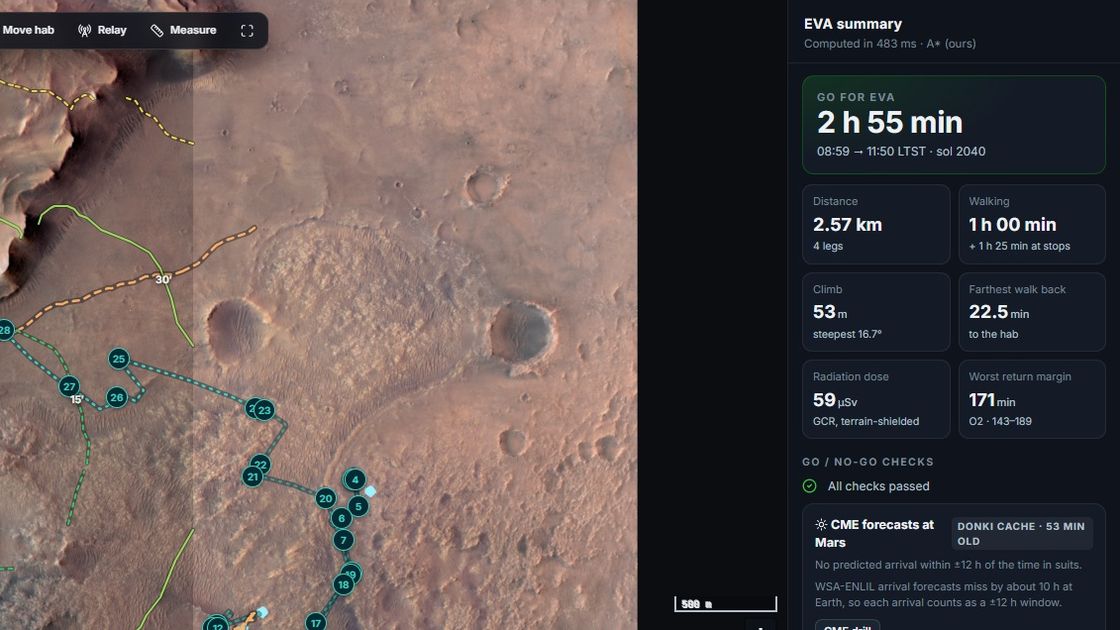 Move hab
Relay
Measure
30'
28
25
27
15'
26
23
22
21
4
20
5
6
7
19
18
17
12
500 m
EVA summary
Computed in 483 ms · A* (ours)
GO FOR EVA
2 h 55 min
08:59 → 11:50 LTST · sol 2040
Distance
2.57 km
4 legs
Walking
1 h 00 min
+ 1 h 25 min at stops
Climb
53 m
steepest 16.7°
Farthest walk back
22.5 min
to the hab
Radiation dose
59 µSv
GCR, terrain-shielded
Worst return margin
171 min
O2 · 143–189
GO / NO-GO CHECKS
All checks passed
CME forecasts at
Mars
DONKI CACHE · 53 MIN
OLD
No predicted arrival within ±12 h of the time in suits.
WSA-ENLIL arrival forecasts miss by about 10 h at
Earth, so each arrival counts as a ±12 h window.
CME drill